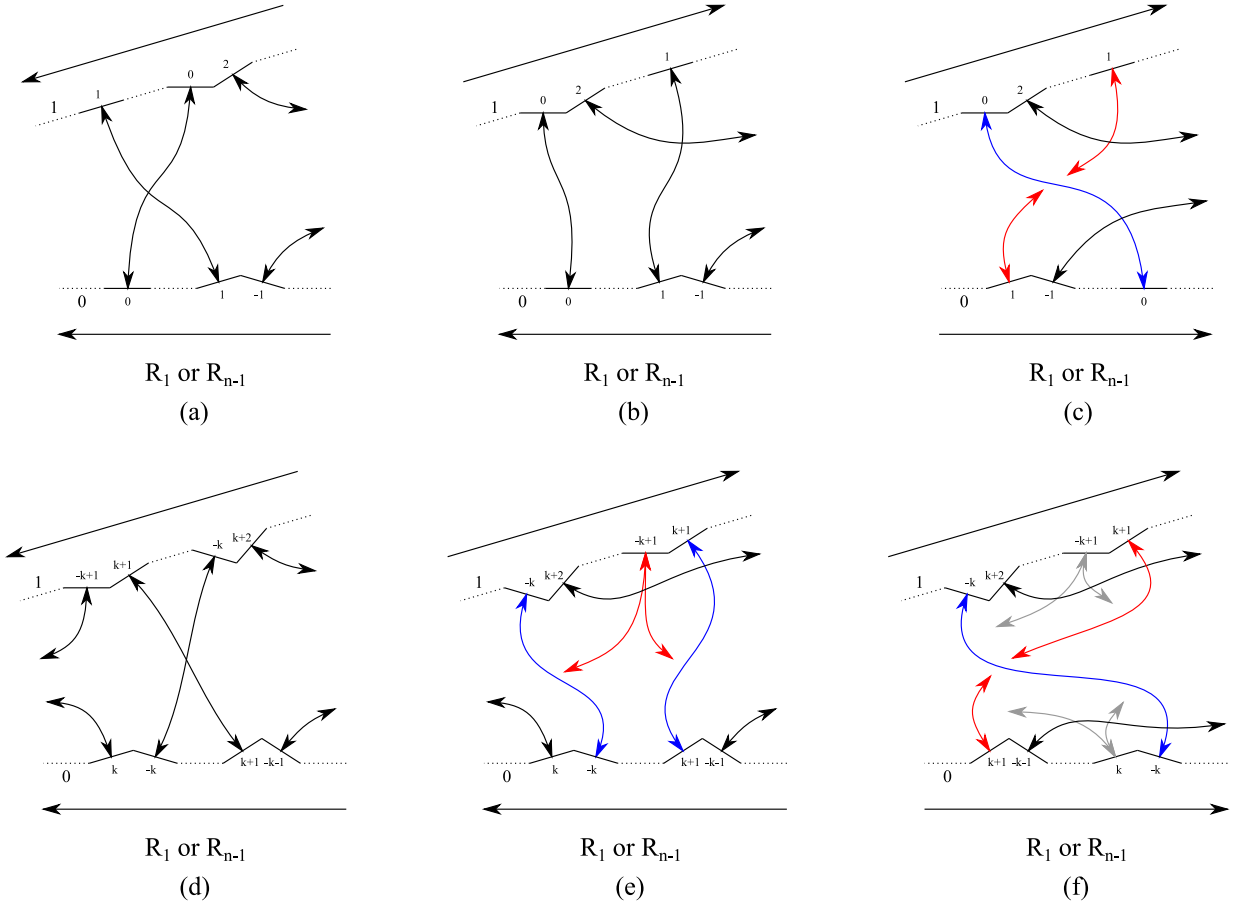 1 1 0 2
0 0 1 -1
R1 or Rn-1
(a)
1 0 2 1
0 0 1 -1
R1 or Rn-1
(b)
1 0 2 1
0 1 -1 0
R1 or Rn-1
(c)
1 -k+1 k+1 -k k+2
0 k -k k+1 -k-1
R1 or Rn-1
(d)
1 -k k+2 -k+1 k+1
0 k -k k+1 -k-1
R1 or Rn-1
(e)
1 -k k+2 -k+1 k+1
0 k+1 -k-1 k -k
R1 or Rn-1
(f)